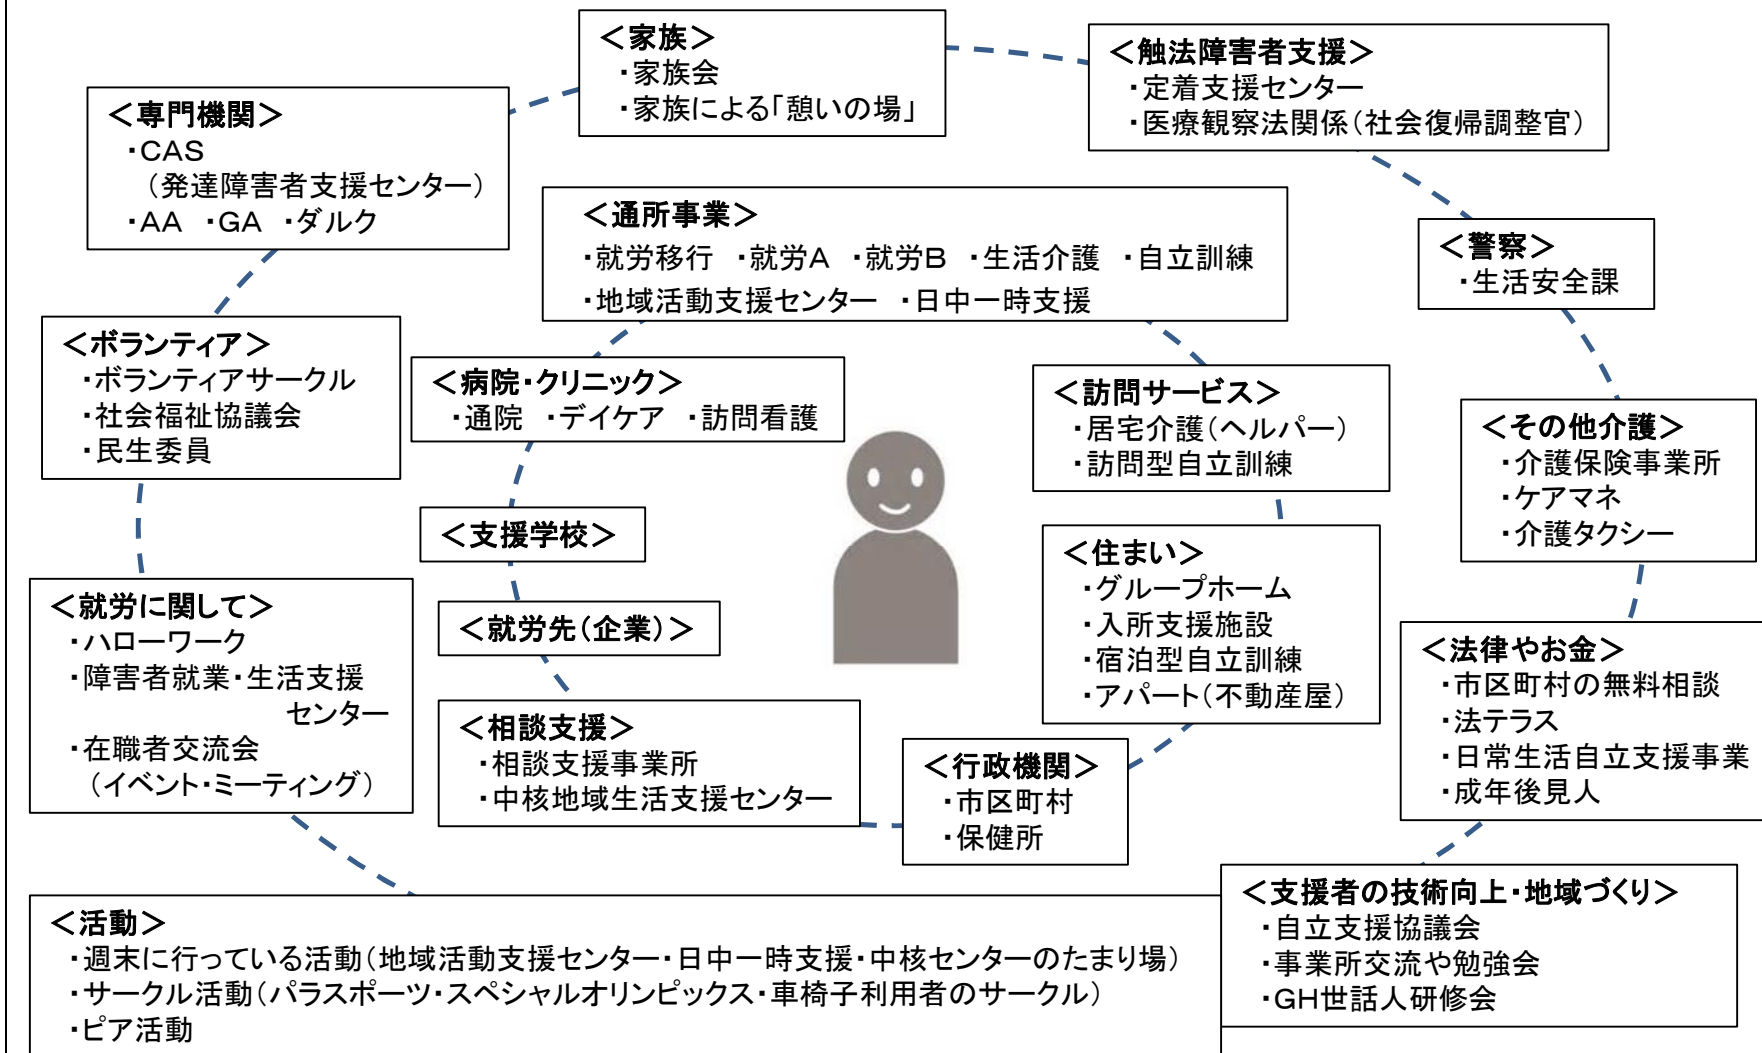 ＜家族＞
・家族会
・家族による「憩いの場」
＜触法障害者支援＞
・定着支援センター
・医療観察法関係（社会復帰調整官）
＜専門機関＞
・CAS
（発達障害者支援センター）
・AA ・GA ・ダルク
＜通所事業＞
・就労移行 ・就労A ・就労B ・生活介護 ・自立訓練
・地域活動支援センター ・日中一時支援
＜警察＞
・生活安全課
＜ボランティア＞
・ボランティアサークル
・社会福祉協議会
・民生委員
＜病院・クリニック＞
・通院 ・デイケア ・訪問看護
＜訪問サービス＞
・居宅介護（ヘルパー）
・訪問型自立訓練
＜その他介護＞
・介護保険事業所
・ケアマネ
・介護タクシー
＜支援学校＞
＜住まい＞
・グループホーム
・入所支援施設
・宿泊型自立訓練
・アパート（不動産屋）
＜就労に関して＞
・ハローワーク
・障害者就業・生活支援
センター
・在職者交流会
（イベント・ミーティング）
＜就労先（企業）＞
＜法律やお金＞
・市区町村の無料相談
・法テラス
・日常生活自立支援事業
・成年後見人
＜相談支援＞
・相談支援事業所
・中核地域生活支援センター
＜行政機関＞
・市区町村
・保健所
＜支援者の技術向上・地域づくり＞
・自立支援協議会
・事業所交流や勉強会
・GH世話人研修会
＜活動＞
・週末に行っている活動（地域活動支援センター・日中一時支援・中核センターのたまり場）
・サークル活動（パラスポーツ・スペシャルオリンピックス・車椅子利用者のサークル）
・ピア活動